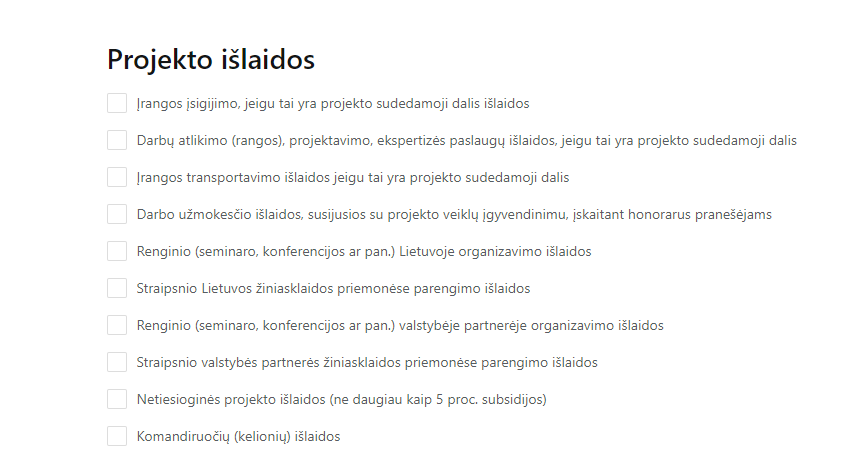 Projekto išlaidos
Įrangos įsigijimo, jeigu tai yra projekto sudedamoji dalis išlaidos
Darbų atlikimo (rangos), projektavimo, ekspertizės paslaugų išlaidos, jeigu tai yra projekto sudedamoji dalis
Įrangos transportavimo išlaidos jeigu tai yra projekto sudedamoji dalis
Darbo užmokesčio išlaidos, susijusios su projekto veiklų įgyvendinimu, įskaitant honorarus pranešėjams
Renginio (seminaro, konferencijos ar pan.) Lietuvoje organizavimo išlaidos
Straipsnio Lietuvos žiniasklaidos priemonėse parengimo išlaidos
Renginio (seminaro, konferencijos ar pan.) valstybėje partnerėje organizavimo išlaidos
Straipsnio valstybės partnerės žiniasklaidos priemonėse parengimo išlaidos
Netiesioginės projekto išlaidos (ne daugiau kaip 5 proc. subsidijos)
Komandiruočių (kelionių) išlaidos